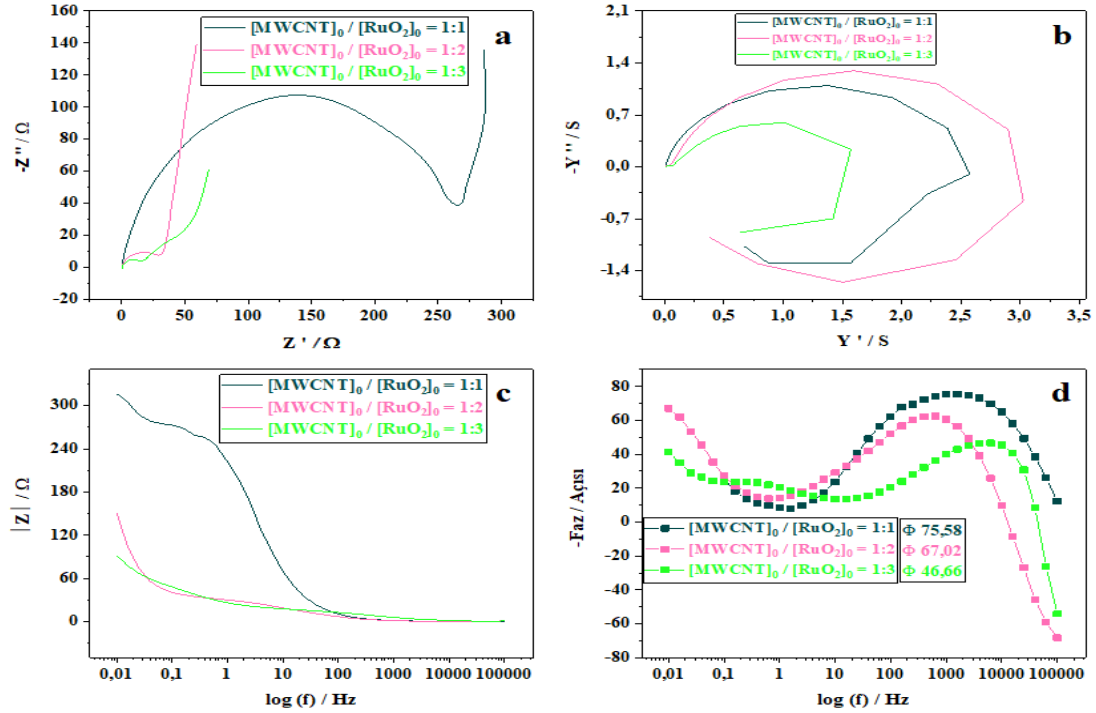 [MWCNT]₀ / [RuO₂]₀ = 1:1
[MWCNT]₀ / [RuO₂]₀ = 1:2
[MWCNT]₀ / [RuO₂]₀ = 1:3
a
160
140
120
100
80
60
40
20
0
-20
-Z'' / Ω
0 50 100 150 200 250 300
Z ' / Ω
[MWCNT]₀ / [RuO₂]₀ = 1:1
[MWCNT]₀ / [RuO₂]₀ = 1:2
[MWCNT]₀ / [RuO₂]₀ = 1:3
b
2,1
1,4
0,7
0,0
-0,7
-1,4
-Y '' / S
0,0 0,5 1,0 1,5 2,0 2,5 3,0 3,5
Y ' / S
[MWCNT]₀ / [RuO₂]₀ = 1:1
[MWCNT]₀ / [RuO₂]₀ = 1:2
[MWCNT]₀ / [RuO₂]₀ = 1:3
c
300
240
180
120
60
0
|Z| / Ω
0,01 0,1 1 10 100 1000 10000 100000
log (f) / Hz
d
80
60
40
20
0
-20
-40
-60
-80
-Faz / Açısı
[MWCNT]₀ / [RuO₂]₀ = 1:1 Φ 75,58
[MWCNT]₀ / [RuO₂]₀ = 1:2 Φ 67,02
[MWCNT]₀ / [RuO₂]₀ = 1:3 Φ 46,66
0,01 0,1 1 10 100 1000 10000 100000
log (f) / Hz